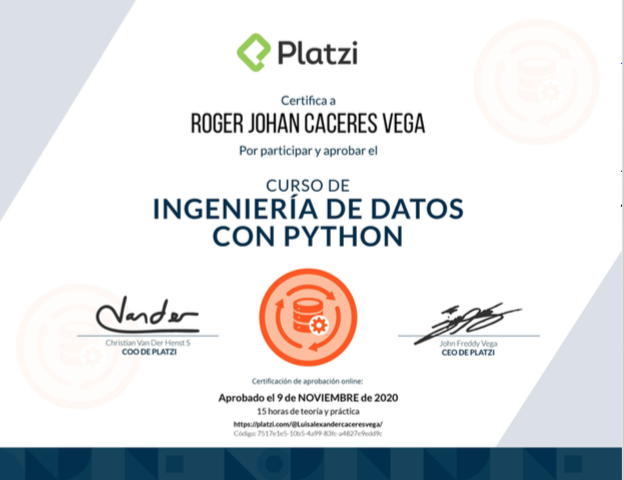 Platzi
Certifica a
ROGER JOHAN CACERES VEGA
Por participar y aprobar el
CURSO DE
INGENIERÍA DE DATOS
CON PYTHON
Christian Van Der Henst S
COO DE PLATZI
John Freddy Vega
CEO DE PLATZI
Certificación de aprobación online:
Aprobado el 9 de NOVIEMBRE de 2020
15 horas de teoría y práctica
https://platzi.com/@Luisalexandercaceresvega/
Código: